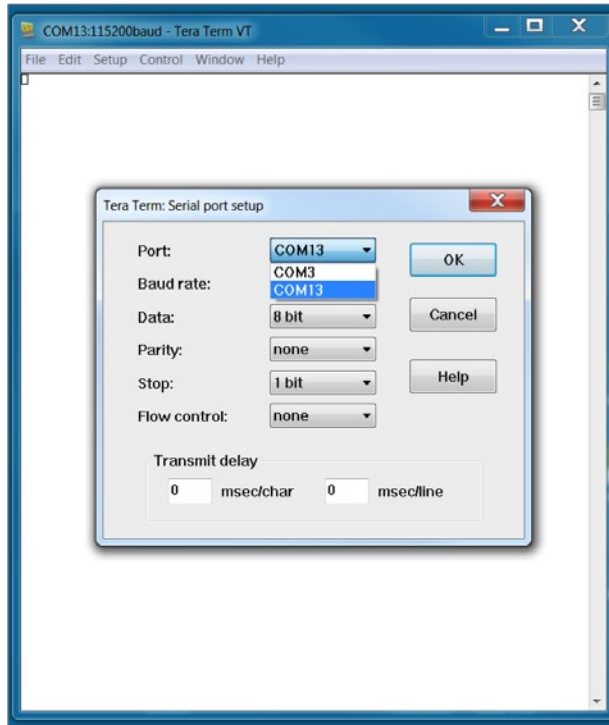 COM13:115200baud - Tera Term VT
File Edit Setup Control Window Help
Tera Term: Serial port setup
Port: COM13 OK
COM3
Baud rate: COM13
Data: 8 bit Cancel
Parity: none
Stop: 1 bit Help
Flow control: none
Transmit delay
0 msec/char 0 msec/line